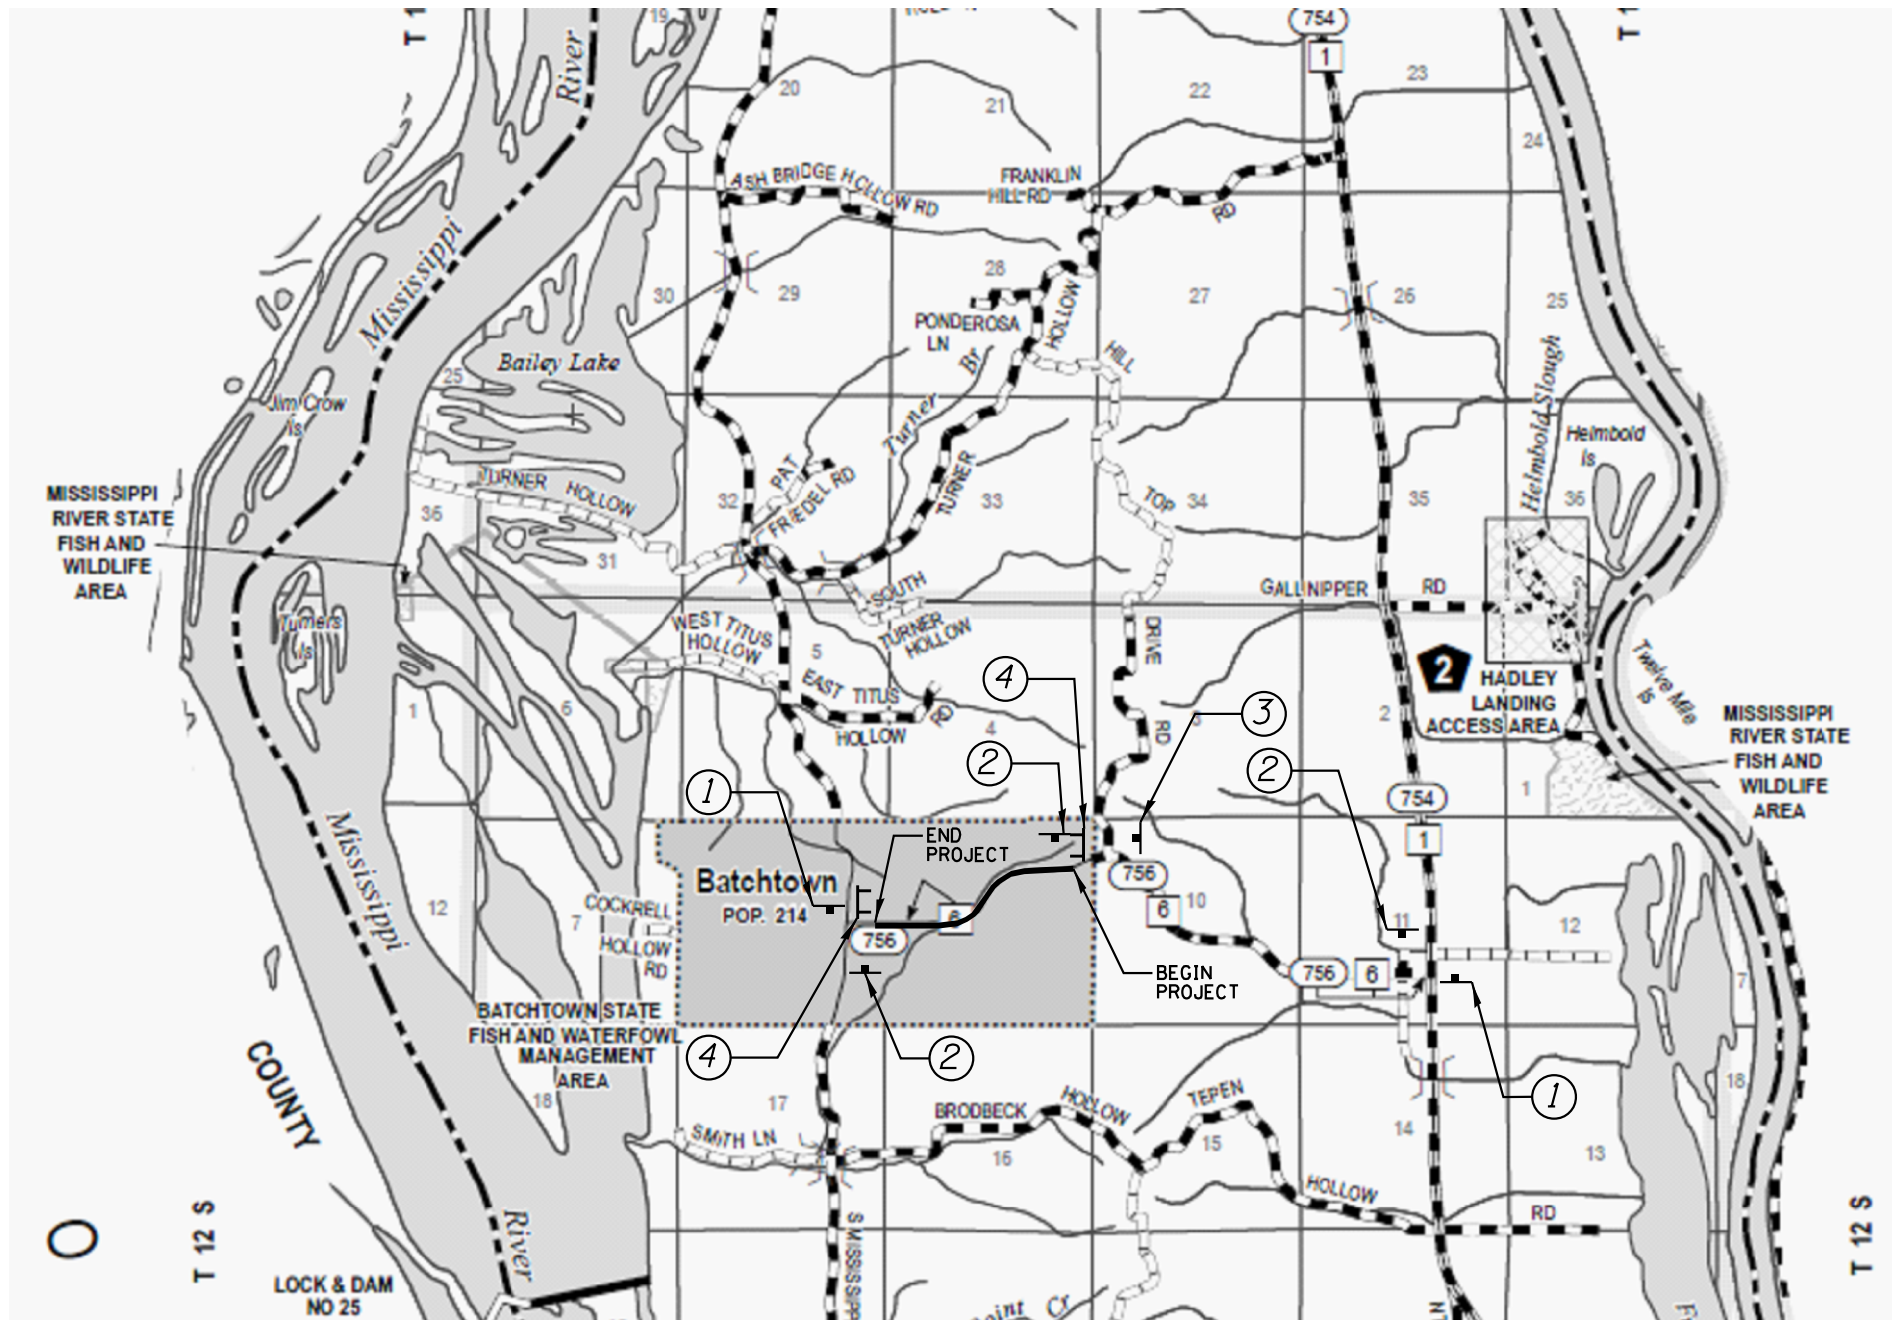 19
754
1
T 1
T 1
River
20
21
22
23
24
ASH BRIDGE HOLLOW RD
FRANKLIN
HILL RD
RD
Mississippi
30
29
28
27
26
25
PONDEROSA
LN
HOLLOW
HILL
Bailey Lake
25
Br
Jim Crow
Is
Turner
Helmbold Slough
Helmbold
Is
PAT
FRIEDEL RD
TURNER HOLLOW
TURNER
MISSISSIPPI
RIVER STATE
FISH AND
WILDLIFE
AREA
36
32
33
TOP
34
35
36
31
SOUTH
TURNER
HOLLOW
GALLNIPPER RD
Turners
Is
WEST TITUS
HOLLOW
5
DRIVE
RD
2
HADLEY
LANDING
ACCESS AREA
Twelve Mile
Is
4
EAST TITUS
HOLLOW
RD
1
6
4
3
2
1
3
MISSISSIPPI
RIVER STATE
FISH AND
WILDLIFE
AREA
2
2
1
754
1
Mississippi
END
PROJECT
Batchtown
POP. 214
756
6
10
6
756
11
12
12
7
COCKRELL
HOLLOW
RD
BEGIN
PROJECT
756
6
7
BATCHTOWN STATE
FISH AND WATERFOWL
MANAGEMENT
AREA
COUNTY
4
2
1
18
18
17
BRODBECK
HOLLOW
TEPEN
HOLLOW
RD
SMITH LN
16
15
14
13
S MISSISSIPP
O
T 12 S
T 12 S
River
LOCK & DAM
NO 25
Cr
LN